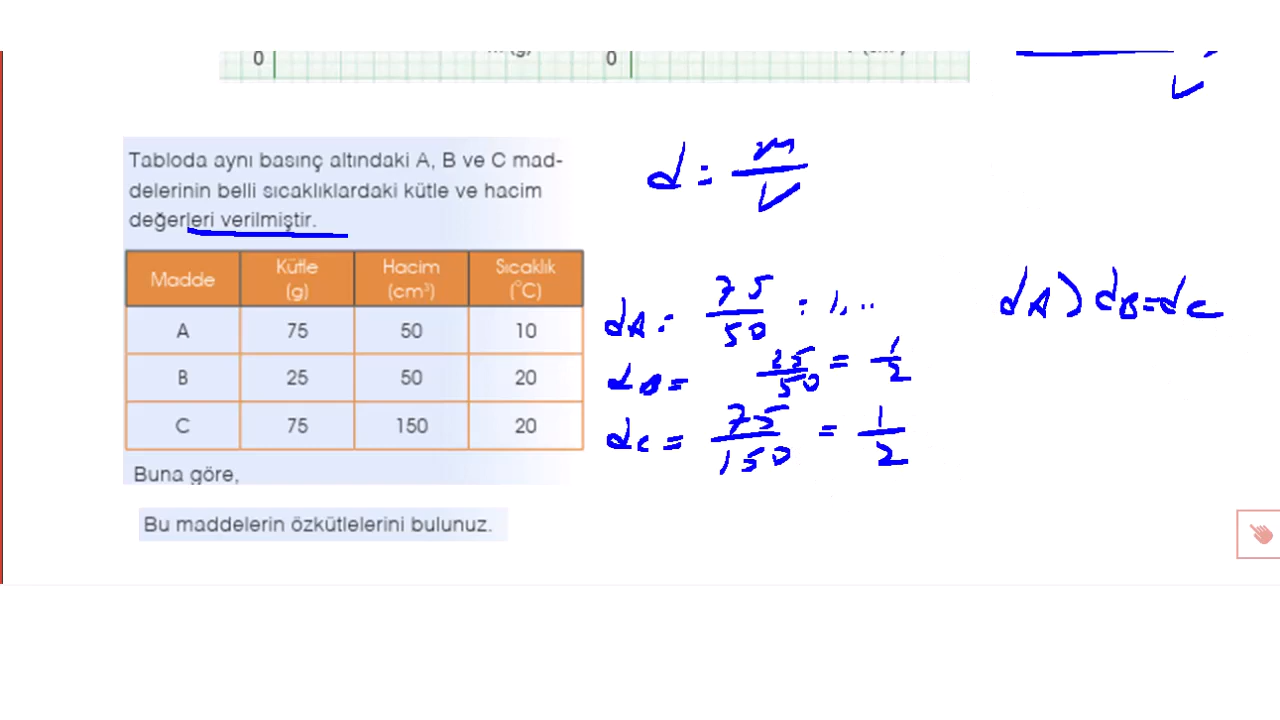 0
0
V
d = m / V
Tabloda aynı basınç altındaki A, B ve C mad-
delerinin belli sıcaklıklardaki kütle ve hacim
değerleri verilmiştir.
Madde Kütle (g) Hacim (cm³) Sıcaklık (°C)
A 75 50 10
B 25 50 20
C 75 150 20
dA = 75 / 50 : 1, ..
dB = 25 / 50 = 1 / 2
dC = 75 / 150 = 1 / 2
dA > dB = dC
Buna göre,
Bu maddelerin özkütlelerini bulunuz.